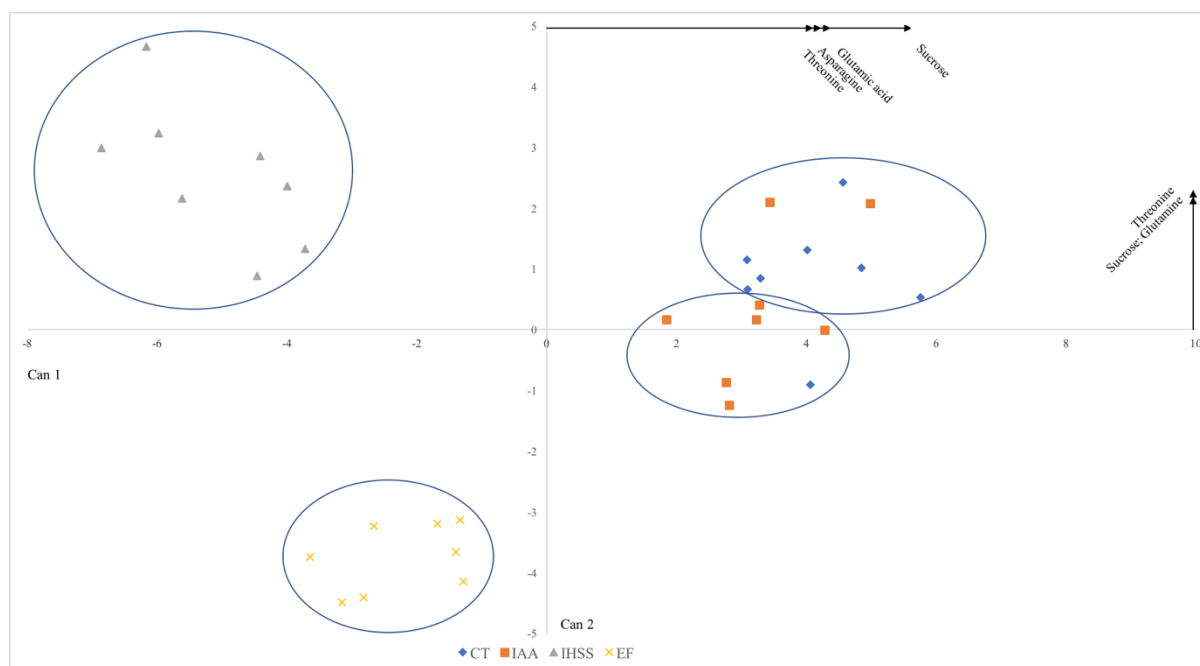 5
4
3
2
1
0
-1
-2
-3
-4
-5
-8
-6
-4
-2
0
2
4
6
8
10
Threonine
Asparagine
Glutamic acid
Sucrose
Threonine
Sucrose; Glutamine
Can 1
Can 2
CT IAA IHSS EF